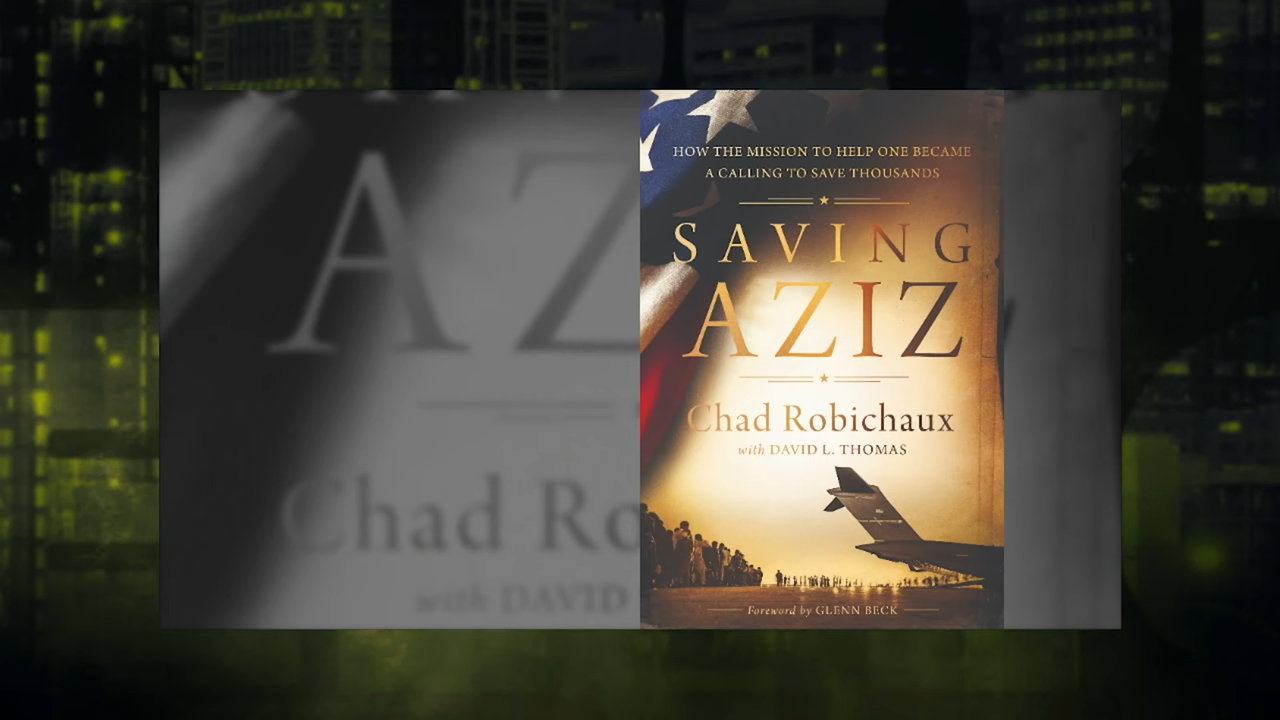 AZ
Chad Ro
with DAVID
HOW THE MISSION TO HELP ONE BECAME
A CALLING TO SAVE THOUSANDS
SAVING
AZIZ
Chad Robichaux
with DAVID L. THOMAS
Foreword by GLENN BECK